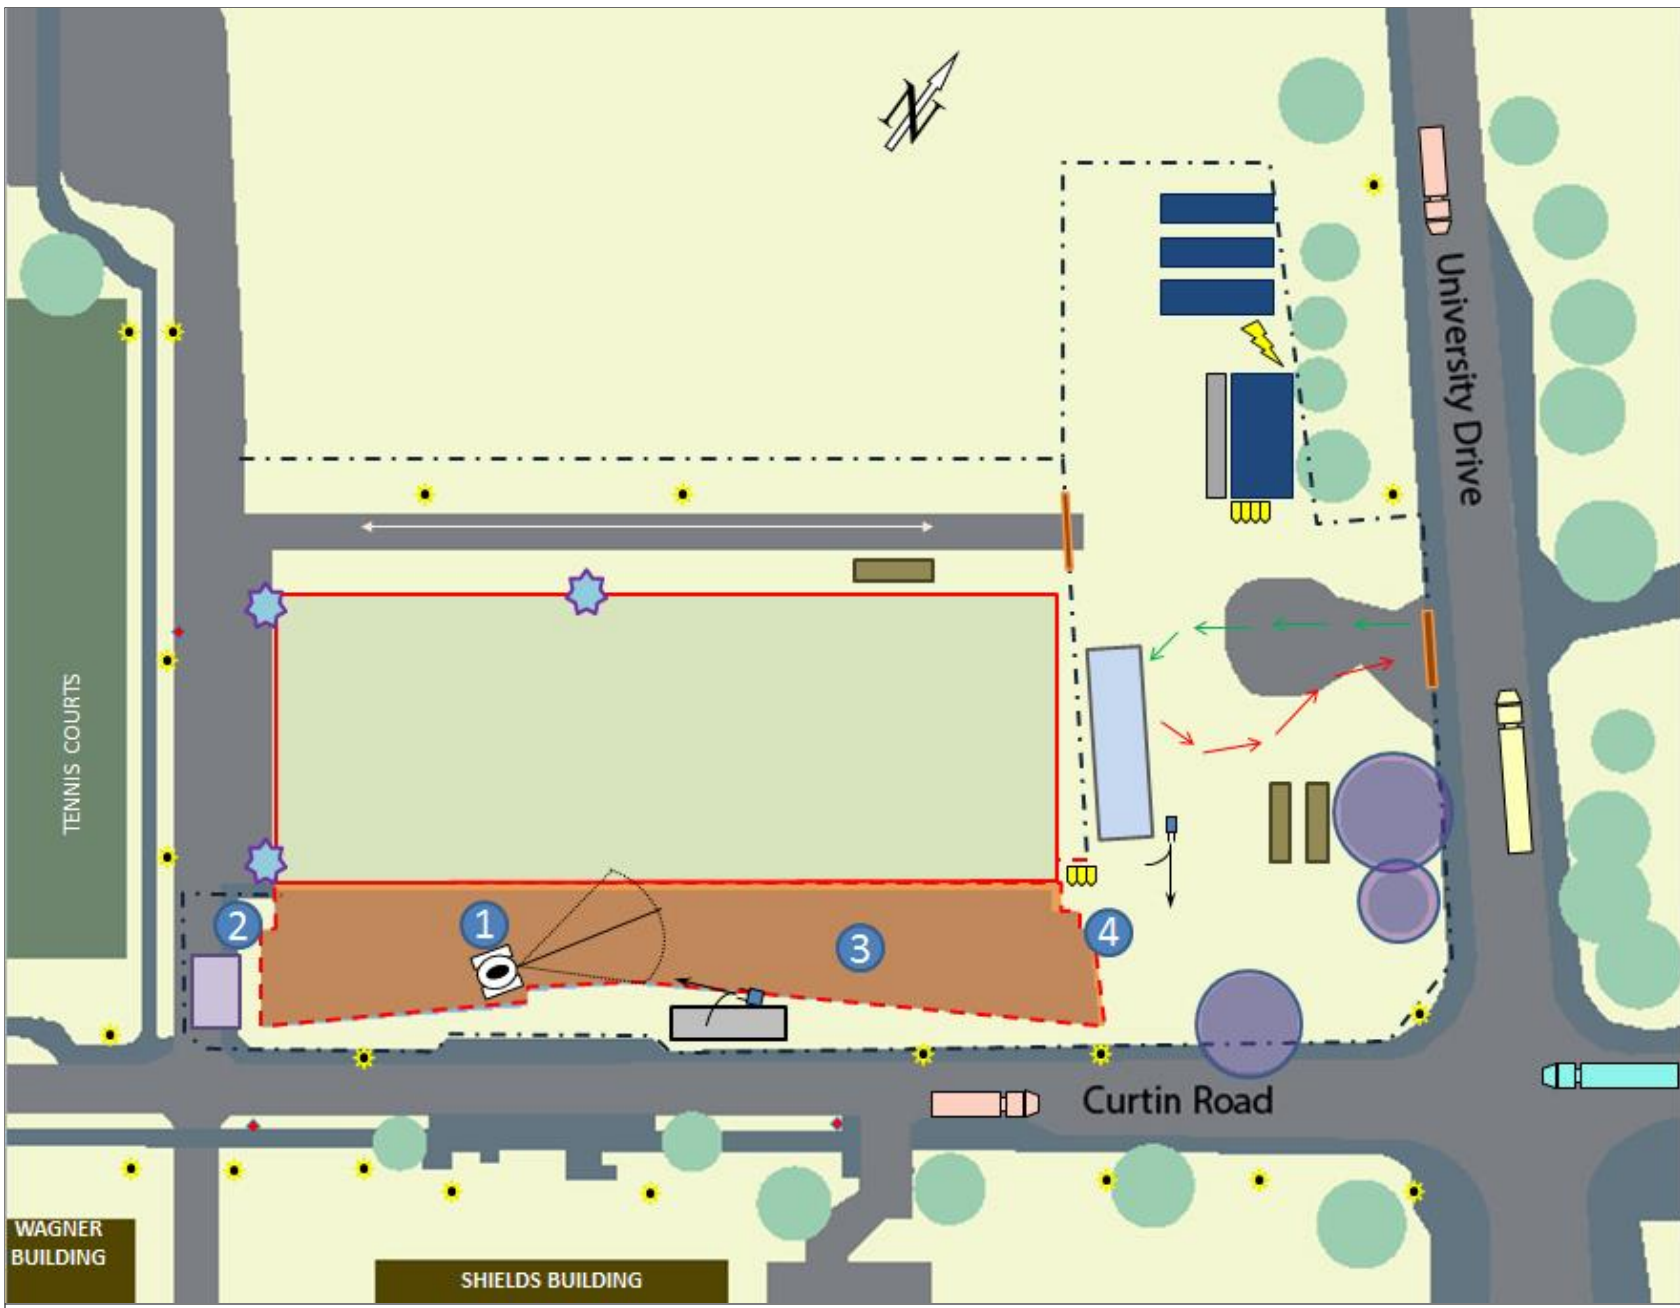 N
University Drive
TENNIS COURTS
2
1
3
4
Curtin Road
WAGNER
BUILDING
SHIELDS BUILDING